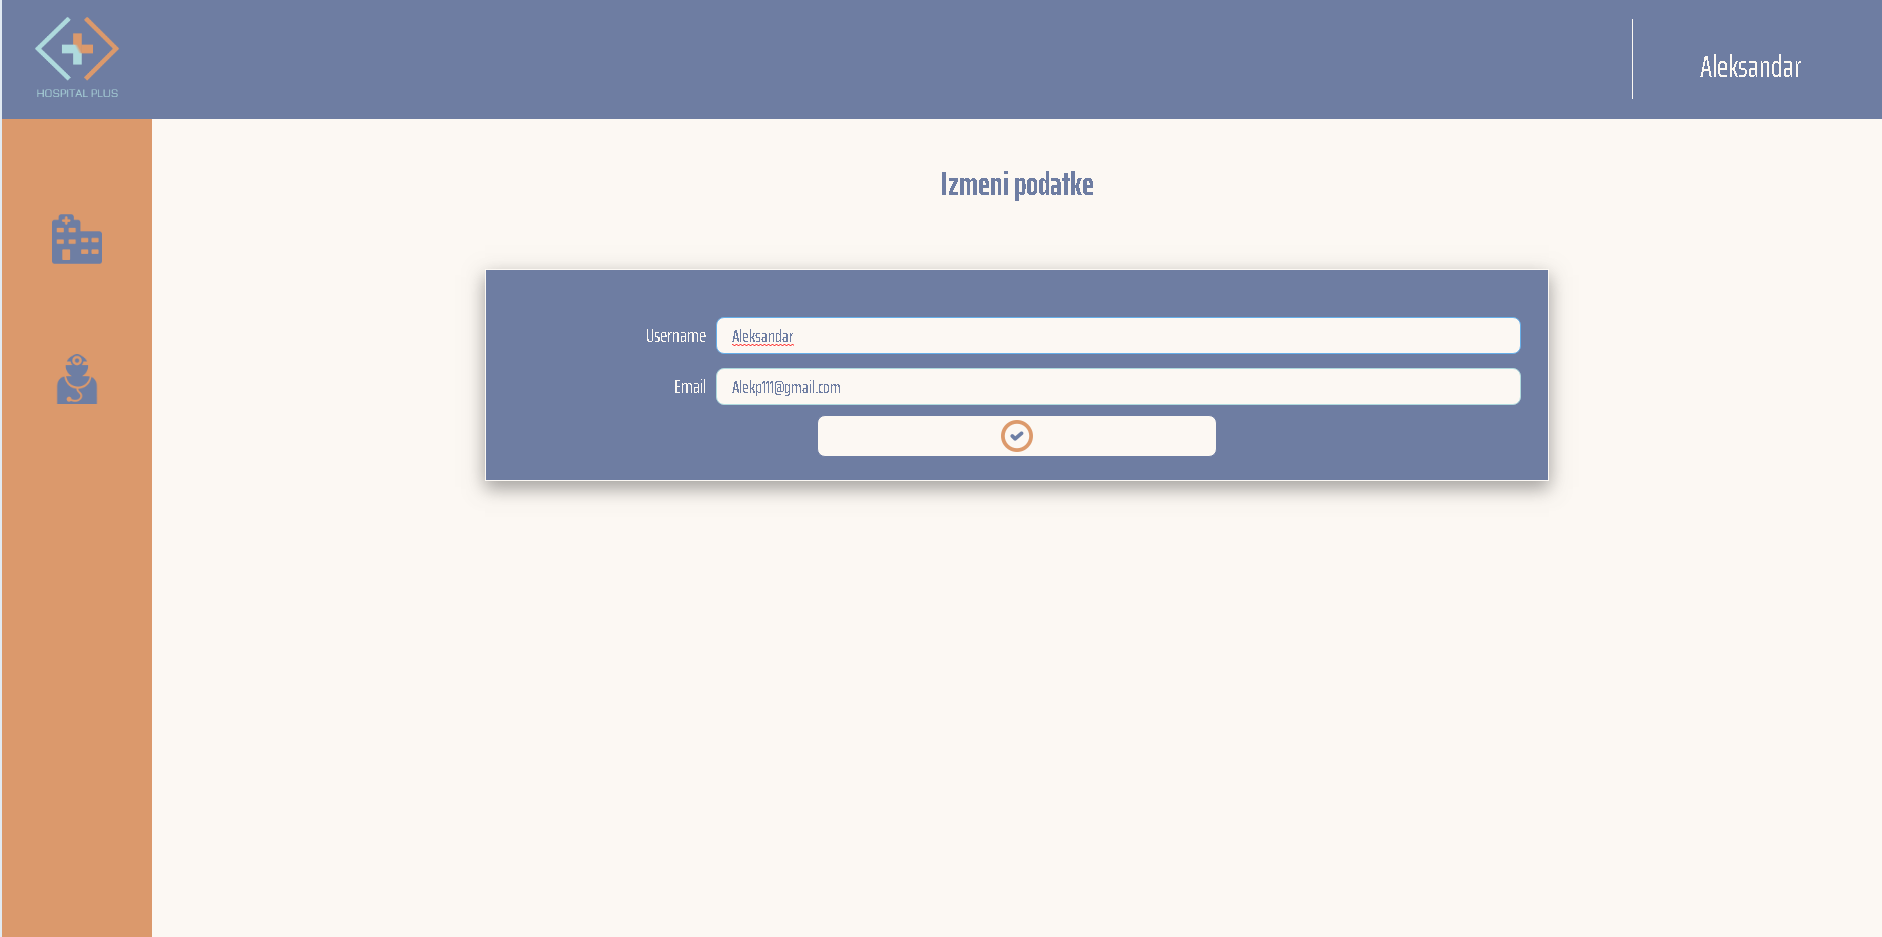 HOSPITAL PLUS
Aleksandar
Izmeni podatke
Username Aleksandar
Email Alekp111@gmail.com